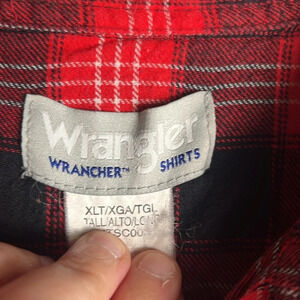 Wrangler
WRANCHER™ SHIRTS
XLT/XGA/TGL
TALL/ALTO/LONG